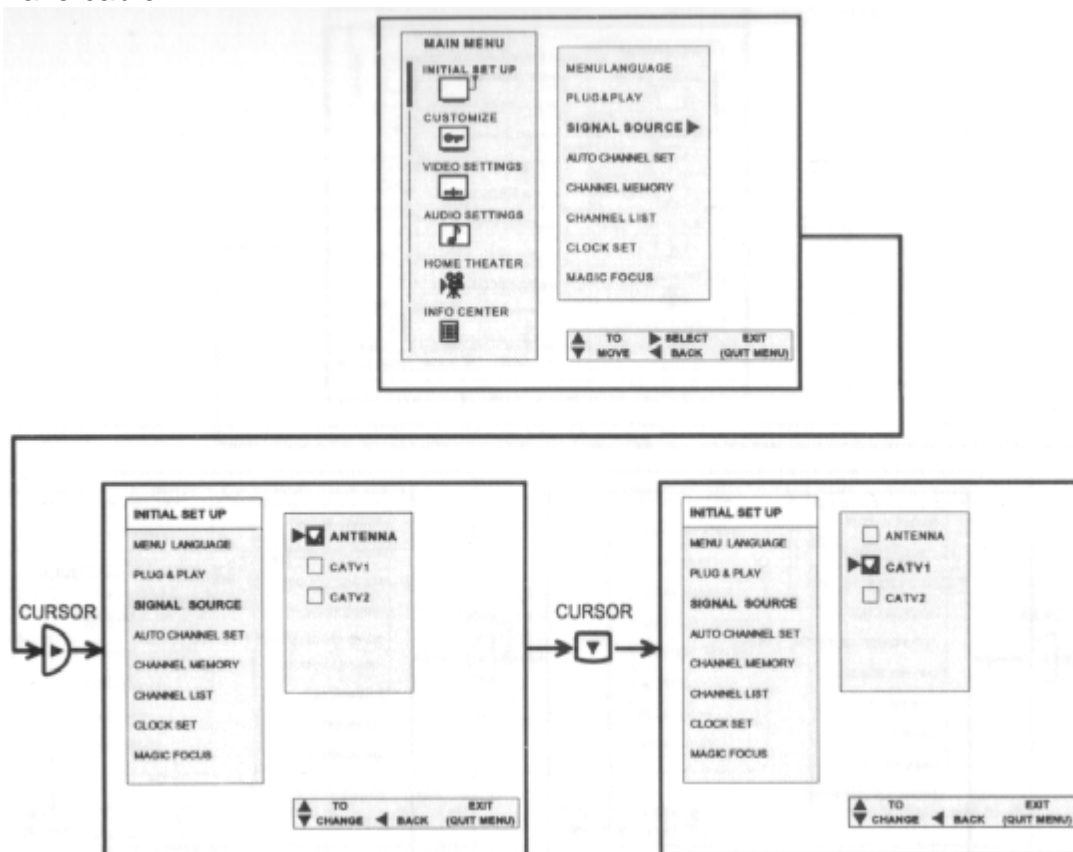 MAIN MENU
INITIAL SET UP
CUSTOMIZE
VIDEO SETTINGS
AUDIO SETTINGS
HOME THEATER
INFO CENTER
MENU LANGUAGE
PLUG & PLAY
SIGNAL SOURCE ▶
AUTO CHANNEL SET
CHANNEL MEMORY
CHANNEL LIST
CLOCK SET
MAGIC FOCUS
▲ TO ▶ SELECT EXIT
▼ MOVE ◀ BACK (QUIT MENU)
CURSOR
INITIAL SET UP
MENU LANGUAGE
PLUG & PLAY
SIGNAL SOURCE
AUTO CHANNEL SET
CHANNEL MEMORY
CHANNEL LIST
CLOCK SET
MAGIC FOCUS
ANTENNA
CATV1
CATV2
▲ TO EXIT
▼ CHANGE ◀ BACK (QUIT MENU)
CURSOR
INITIAL SET UP
MENU LANGUAGE
PLUG & PLAY
SIGNAL SOURCE
AUTO CHANNEL SET
CHANNEL MEMORY
CHANNEL LIST
CLOCK SET
MAGIC FOCUS
ANTENNA
CATV1
CATV2
▲ TO EXIT
▼ CHANGE ◀ BACK (QUIT MENU)